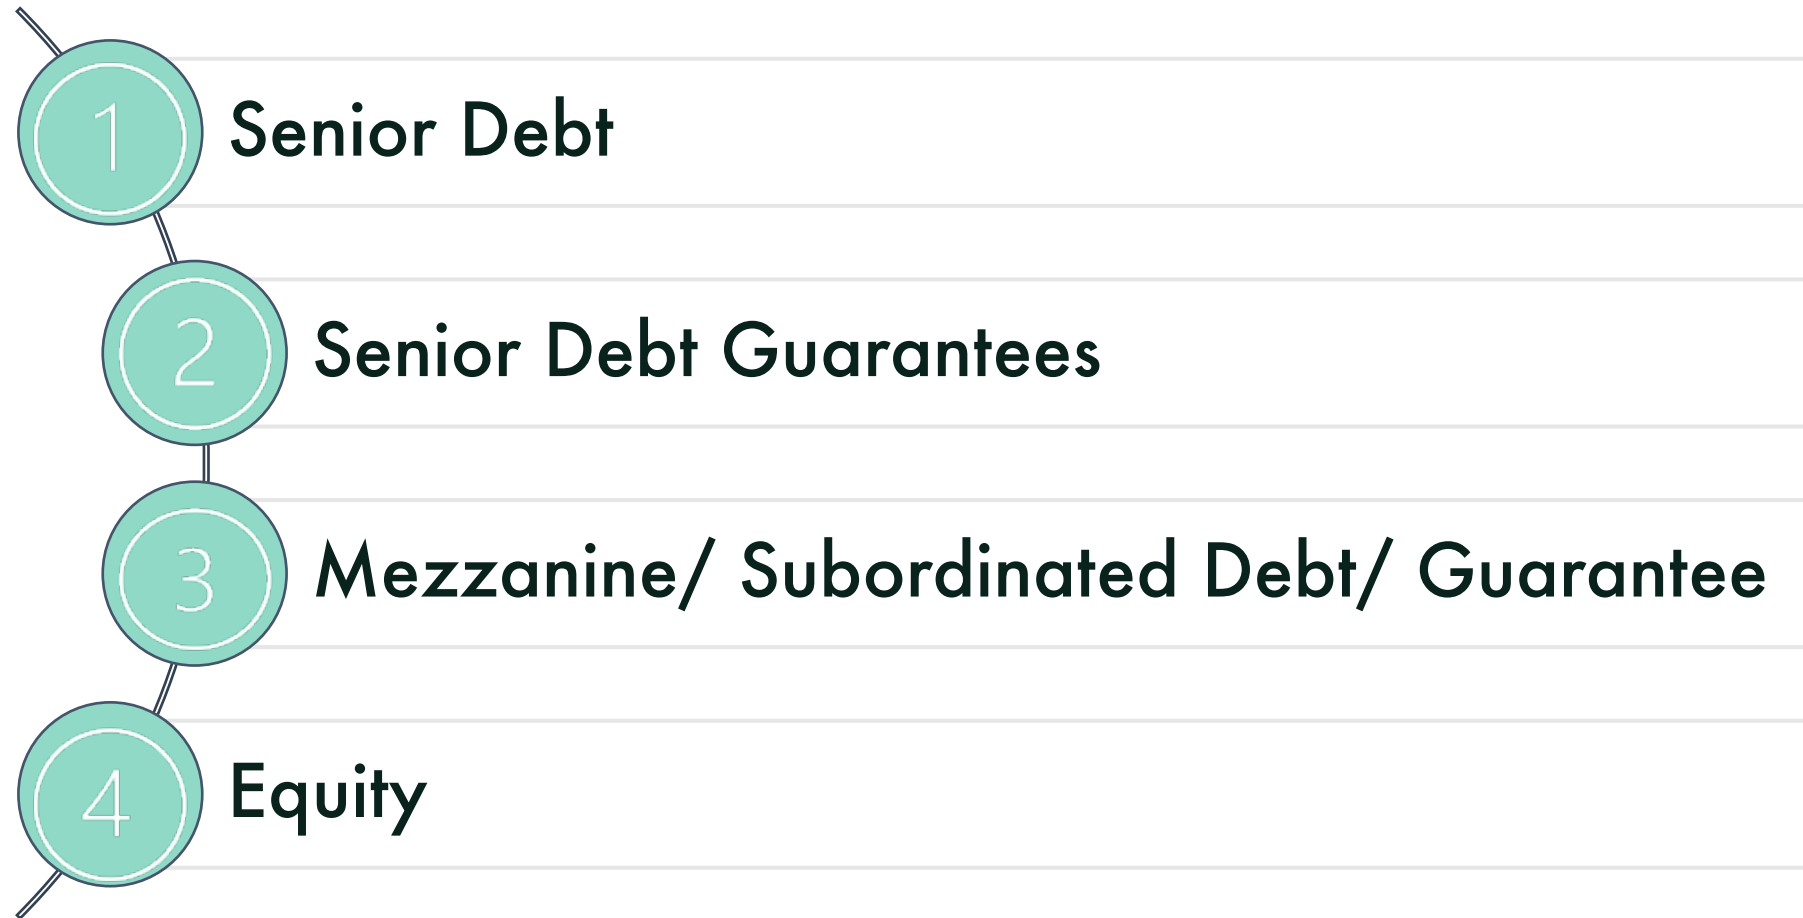 1
Senior Debt
2
Senior Debt Guarantees
3
Mezzanine/ Subordinated Debt/ Guarantee
4
Equity